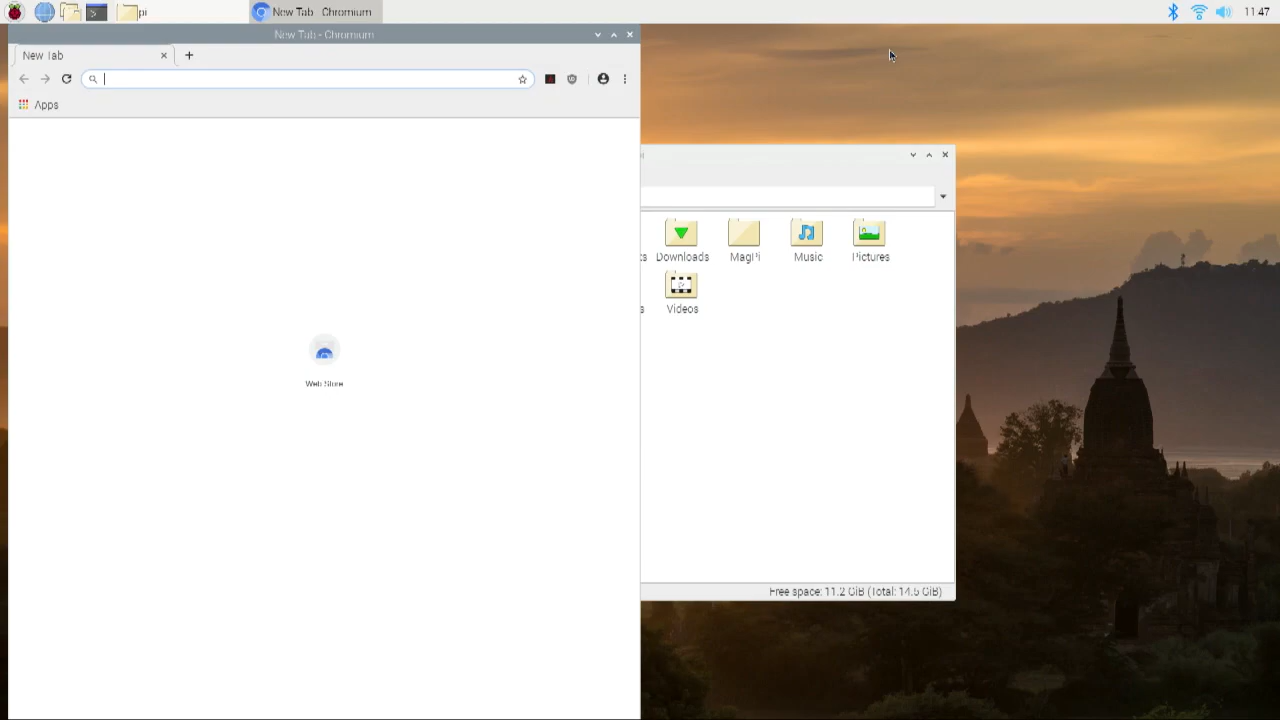 pi
New Tab - Chromium
11:47
New Tab - Chromium
New Tab
Apps
Downloads
MagPi
Music
Pictures
Videos
Web Store
Free space: 11.2 GiB (Total: 14.5 GiB)